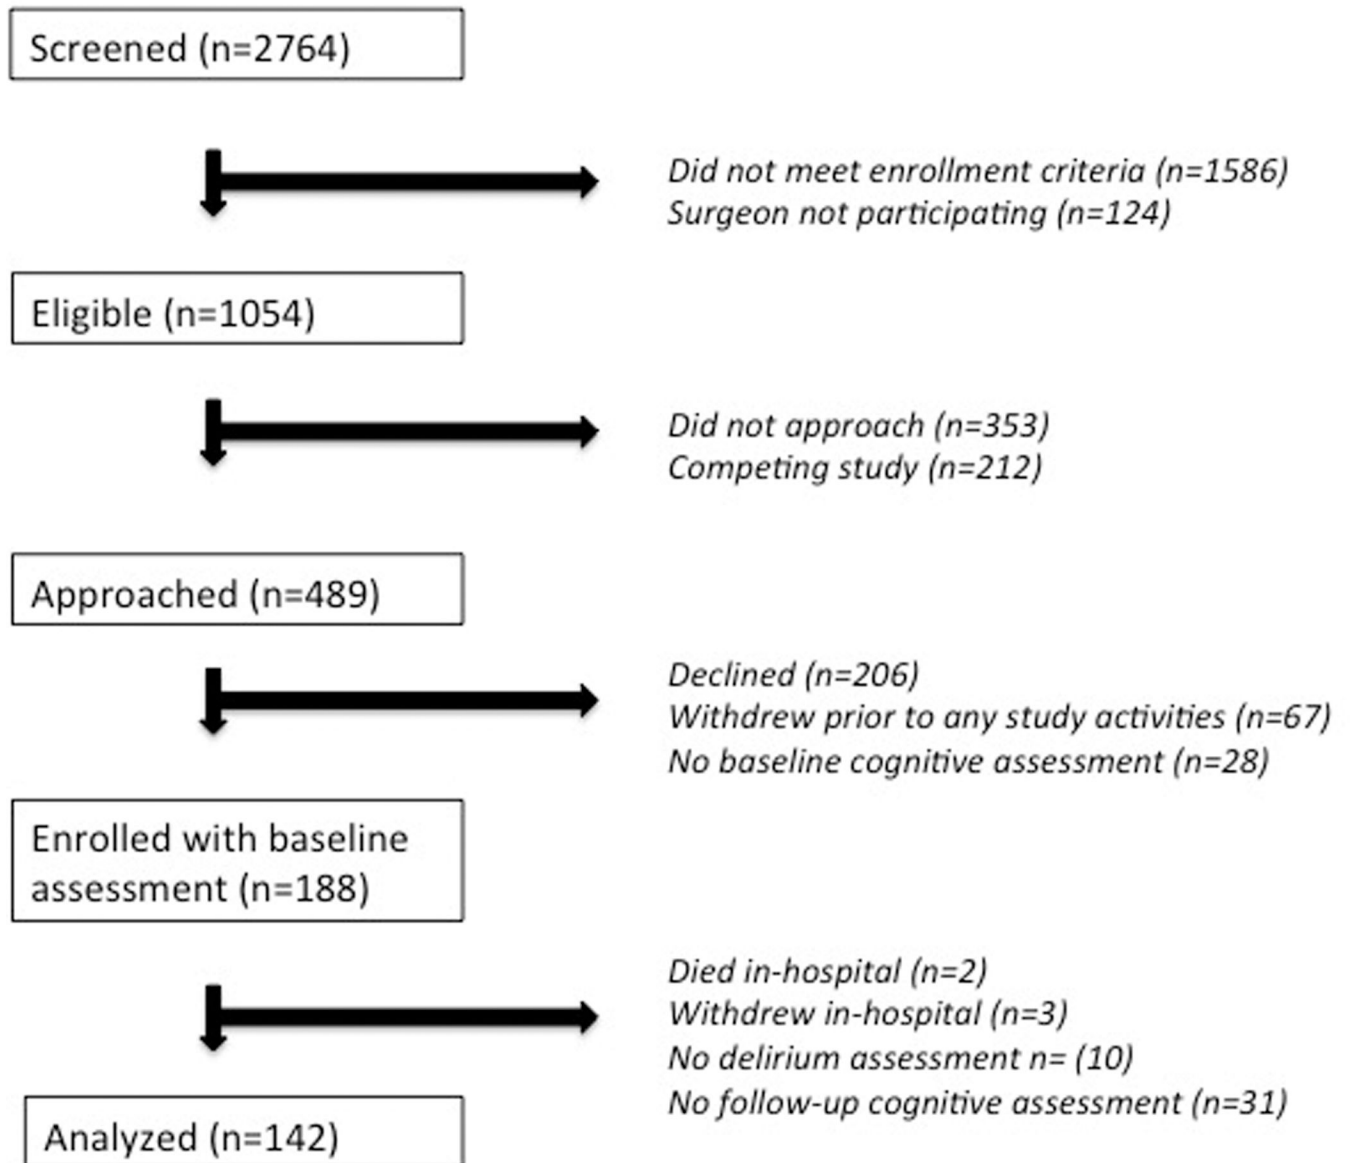 Screened (n=2764)
Did not meet enrollment criteria (n=1586)
Surgeon not participating (n=124)
Eligible (n=1054)
Did not approach (n=353)
Competing study (n=212)
Approached (n=489)
Declined (n=206)
Withdrew prior to any study activities (n=67)
No baseline cognitive assessment (n=28)
Enrolled with baseline
assessment (n=188)
Died in-hospital (n=2)
Withdrew in-hospital (n=3)
No delirium assessment n= (10)
No follow-up cognitive assessment (n=31)
Analyzed (n=142)